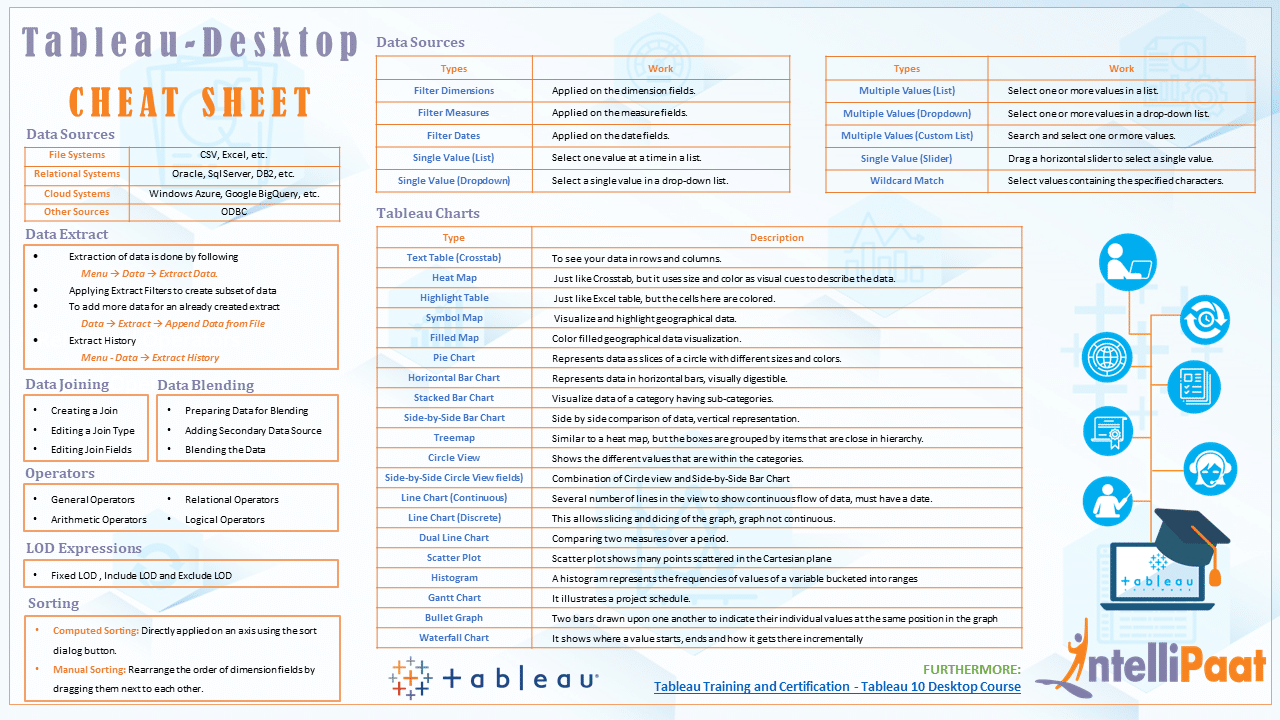 Tableau-Desktop
CHEAT SHEET
Data Sources
File Systems CSV, Excel, etc.
Relational Systems Oracle, Sql Server, DB2, etc.
Cloud Systems Windows Azure, Google BigQuery, etc.
Other Sources ODBC
Data Extract
• Extraction of data is done by following
Menu → Data → Extract Data.
• Applying Extract Filters to create subset of data
• To add more data for an already created extract
Data → Extract → Append Data from File
• Extract History
Menu - Data → Extract History
Data Joining
• Creating a Join
• Editing a Join Type
• Editing Join Fields
Data Blending
• Preparing Data for Blending
• Adding Secondary Data Source
• Blending the Data
Operators
• General Operators • Relational Operators
• Arithmetic Operators • Logical Operators
LOD Expressions
• Fixed LOD , Include LOD and Exclude LOD
Sorting
• Computed Sorting: Directly applied on an axis using the sort
dialog button.
• Manual Sorting: Rearrange the order of dimension fields by
dragging them next to each other.
Data Sources
Types Work
Filter Dimensions Applied on the dimension fields.
Filter Measures Applied on the measure fields.
Filter Dates Applied on the date fields.
Single Value (List) Select one value at a time in a list.
Single Value (Dropdown) Select a single value in a drop-down list.
Types Work
Multiple Values (List) Select one or more values in a list.
Multiple Values (Dropdown) Select one or more values in a drop-down list.
Multiple Values (Custom List) Search and select one or more values.
Single Value (Slider) Drag a horizontal slider to select a single value.
Wildcard Match Select values containing the specified characters.
Tableau Charts
Type Description
Text Table (Crosstab) To see your data in rows and columns.
Heat Map Just like Crosstab, but it uses size and color as visual cues to describe the data.
Highlight Table Just like Excel table, but the cells here are colored.
Symbol Map Visualize and highlight geographical data.
Filled Map Color filled geographical data visualization.
Pie Chart Represents data as slices of a circle with different sizes and colors.
Horizontal Bar Chart Represents data in horizontal bars, visually digestible.
Stacked Bar Chart Visualize data of a category having sub-categories.
Side-by-Side Bar Chart Side by side comparison of data, vertical representation.
Treemap Similar to a heat map, but the boxes are grouped by items that are close in hierarchy.
Circle View Shows the different values that are within the categories.
Side-by-Side Circle View fields) Combination of Circle view and Side-by-Side Bar Chart
Line Chart (Continuous) Several number of lines in the view to show continuous flow of data, must have a date.
Line Chart (Discrete) This allows slicing and dicing of the graph, graph not continuous.
Dual Line Chart Comparing two measures over a period.
Scatter Plot Scatter plot shows many points scattered in the Cartesian plane
Histogram A histogram represents the frequencies of values of a variable bucketed into ranges
Gantt Chart It illustrates a project schedule.
Bullet Graph Two bars drawn upon one another to indicate their individual values at the same position in the graph
Waterfall Chart It shows where a value starts, ends and how it gets there incrementally
+ableau
FURTHERMORE:
Tableau Training and Certification - Tableau 10 Desktop Course
+ableau
SOFTWARE
IntelliPaat